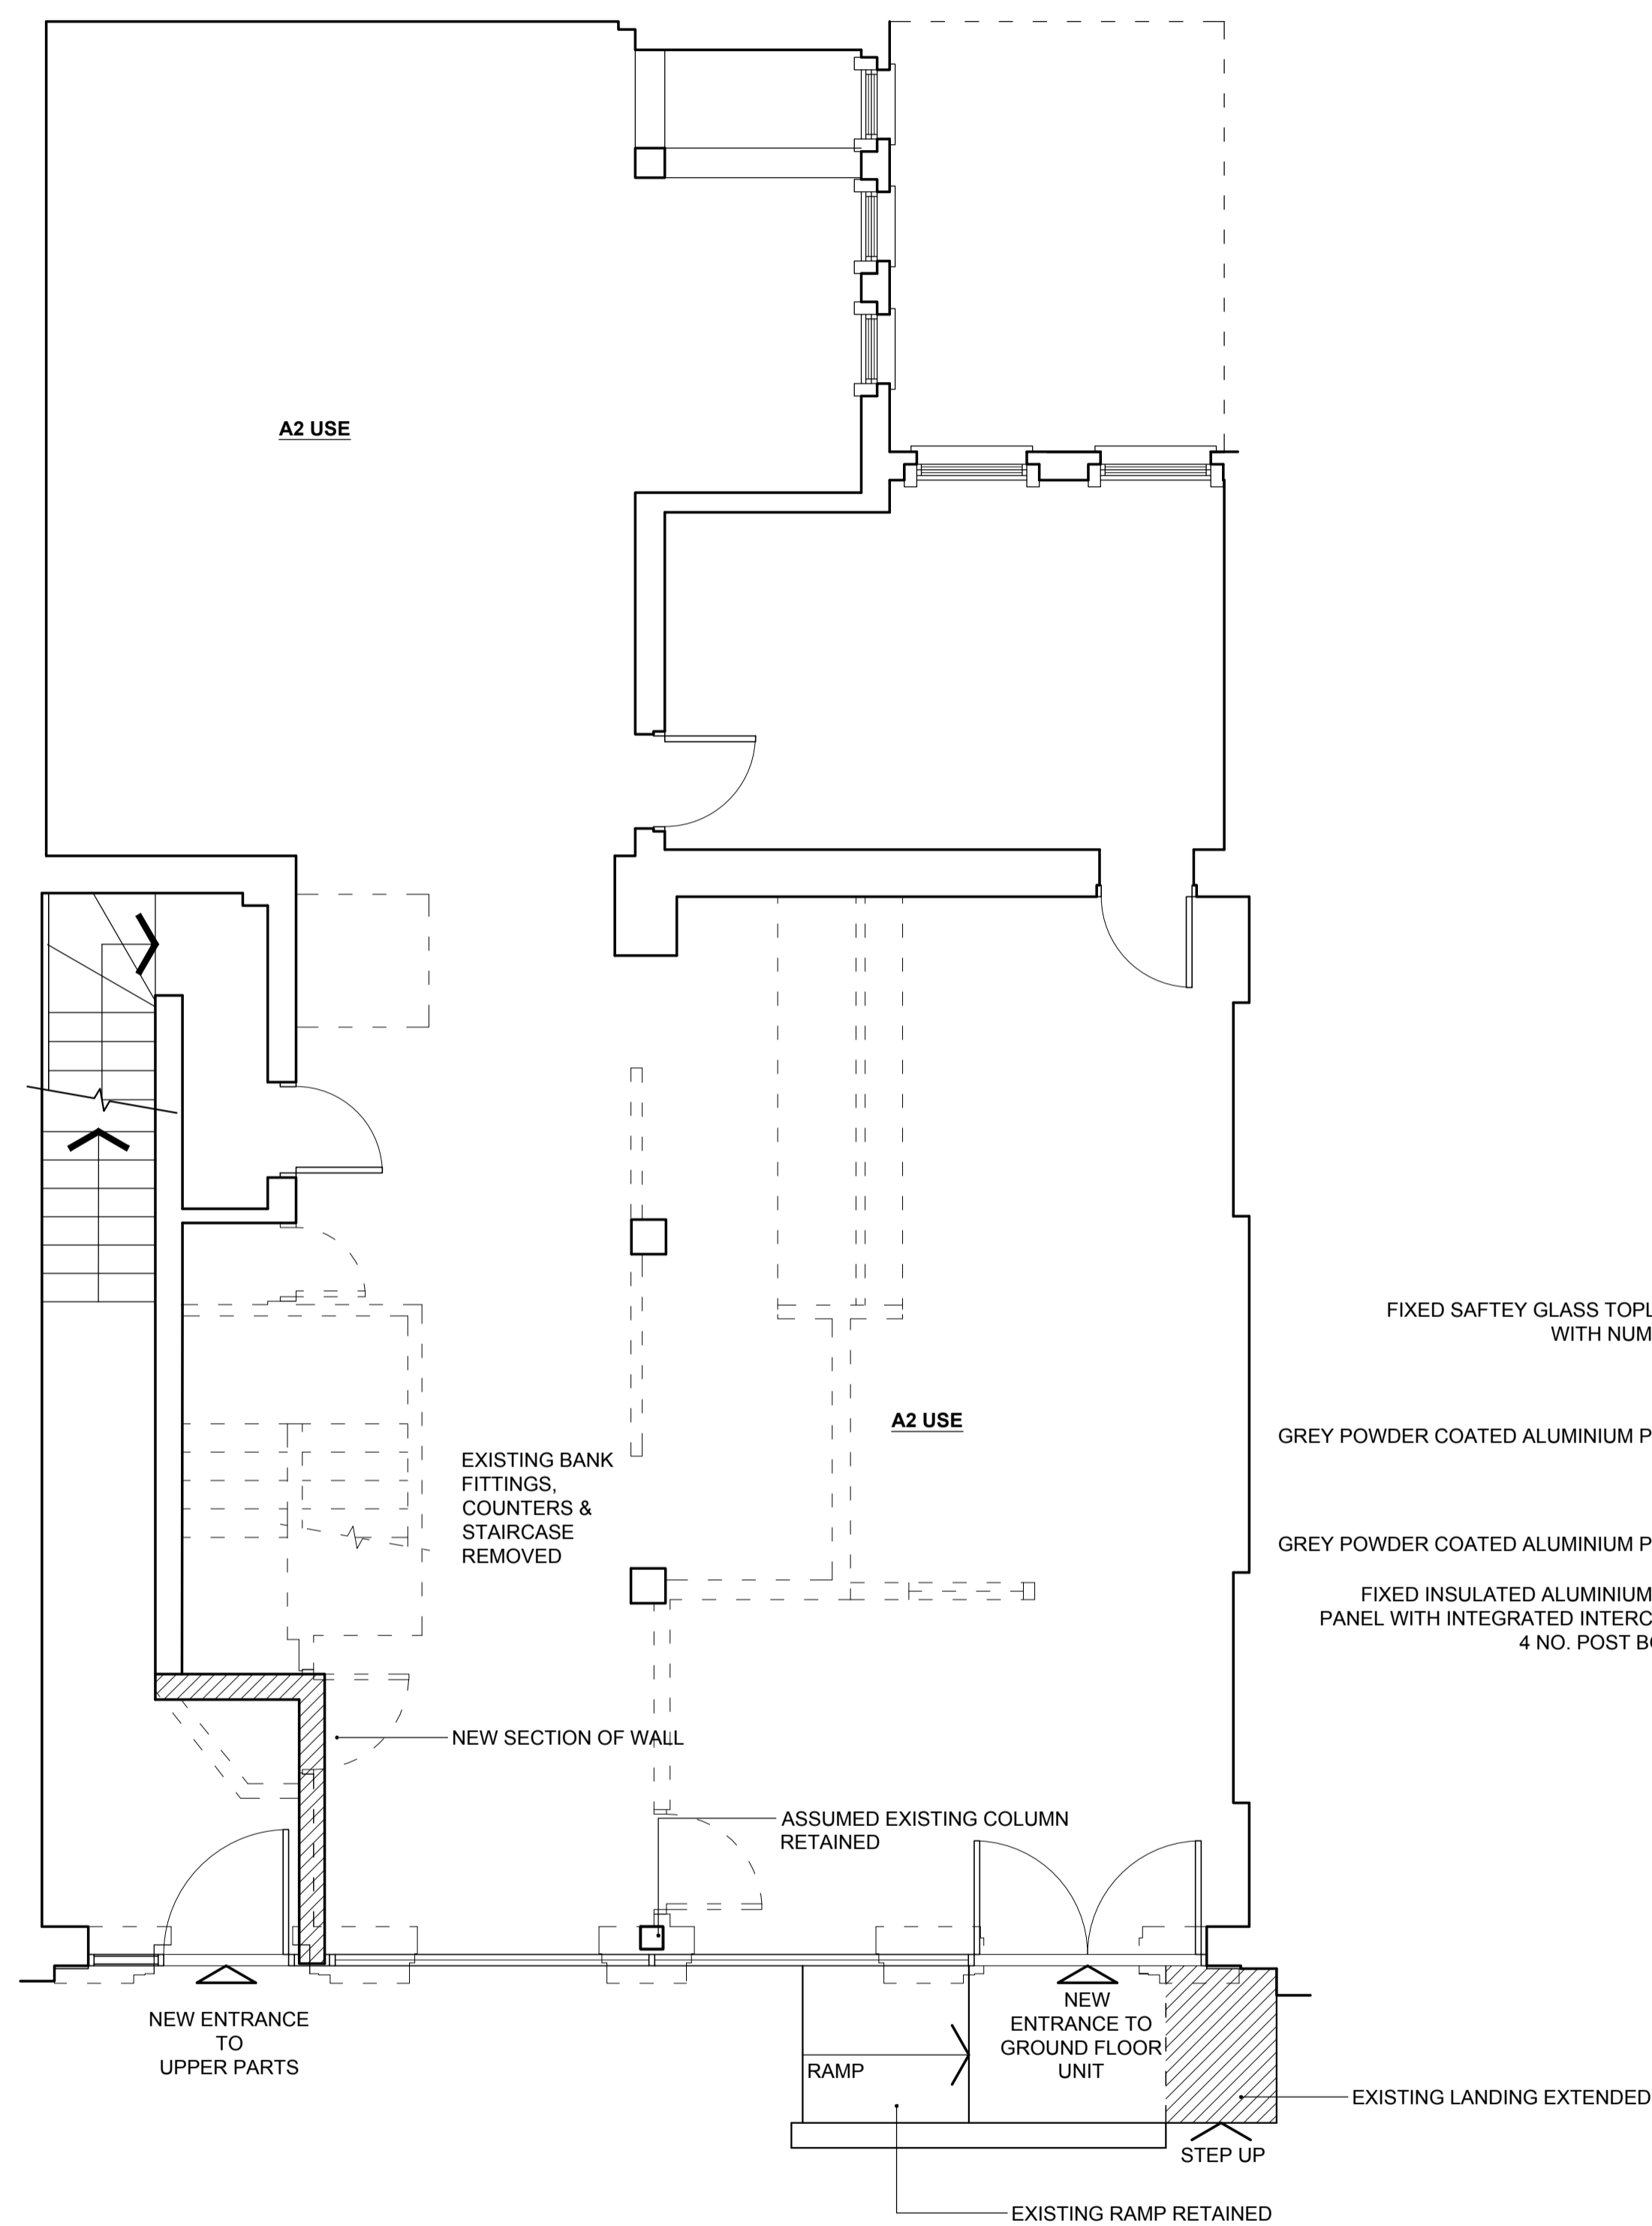 A2 USE
FIXED SAFTEY GLASS TOPL
WITH NUM
A2 USE
GREY POWDER COATED ALUMINIUM P
EXISTING BANK
FITTINGS,
COUNTERS &
STAIRCASE
REMOVED
GREY POWDER COATED ALUMINIUM P
FIXED INSULATED ALUMINIUM
PANEL WITH INTEGRATED INTERC
4 NO. POST BO
NEW SECTION OF WALL
ASSUMED EXISTING COLUMN
RETAINED
NEW ENTRANCE
TO
UPPER PARTS
NEW
ENTRANCE TO
GROUND FLOOR
UNIT
RAMP
EXISTING LANDING EXTENDED
STEP UP
EXISTING RAMP RETAINED